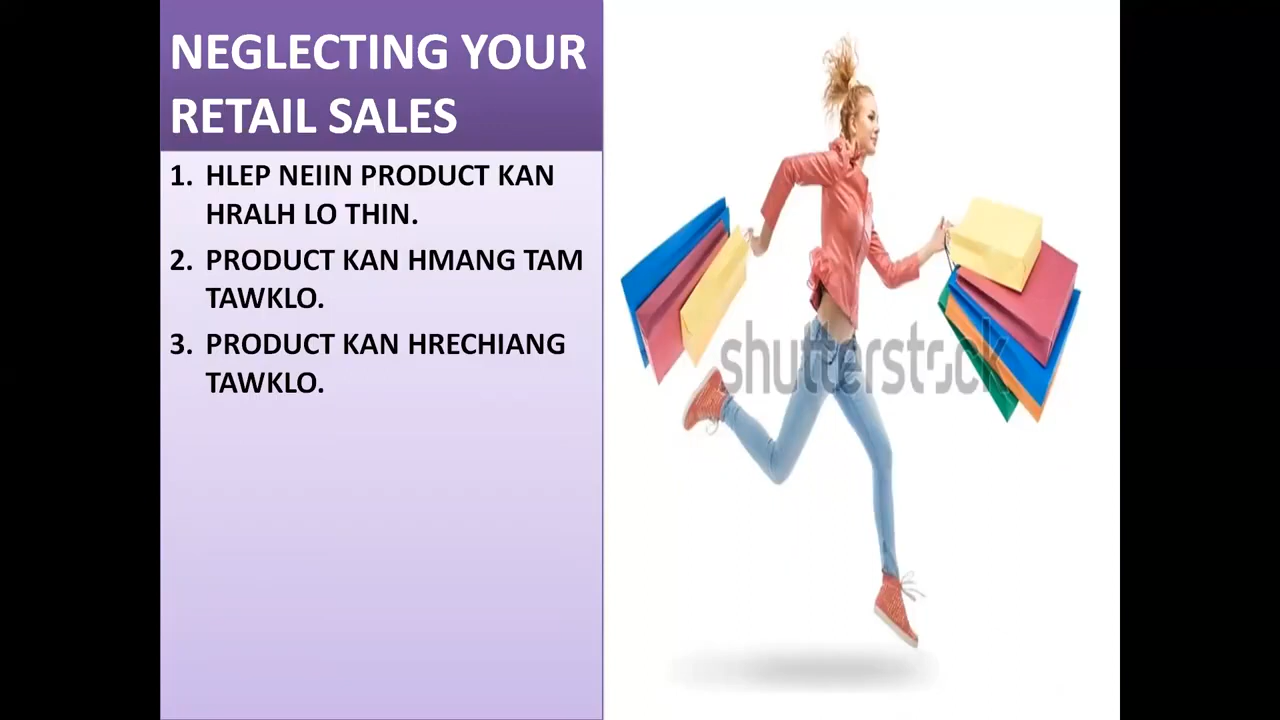 NEGLECTING YOUR
RETAIL SALES
1. HLEP NEIIN PRODUCT KAN
HRALH LO THIN.
2. PRODUCT KAN HMANG TAM
TAWKLO.
3. PRODUCT KAN HRECHIANG
TAWKLO.
shutterstock